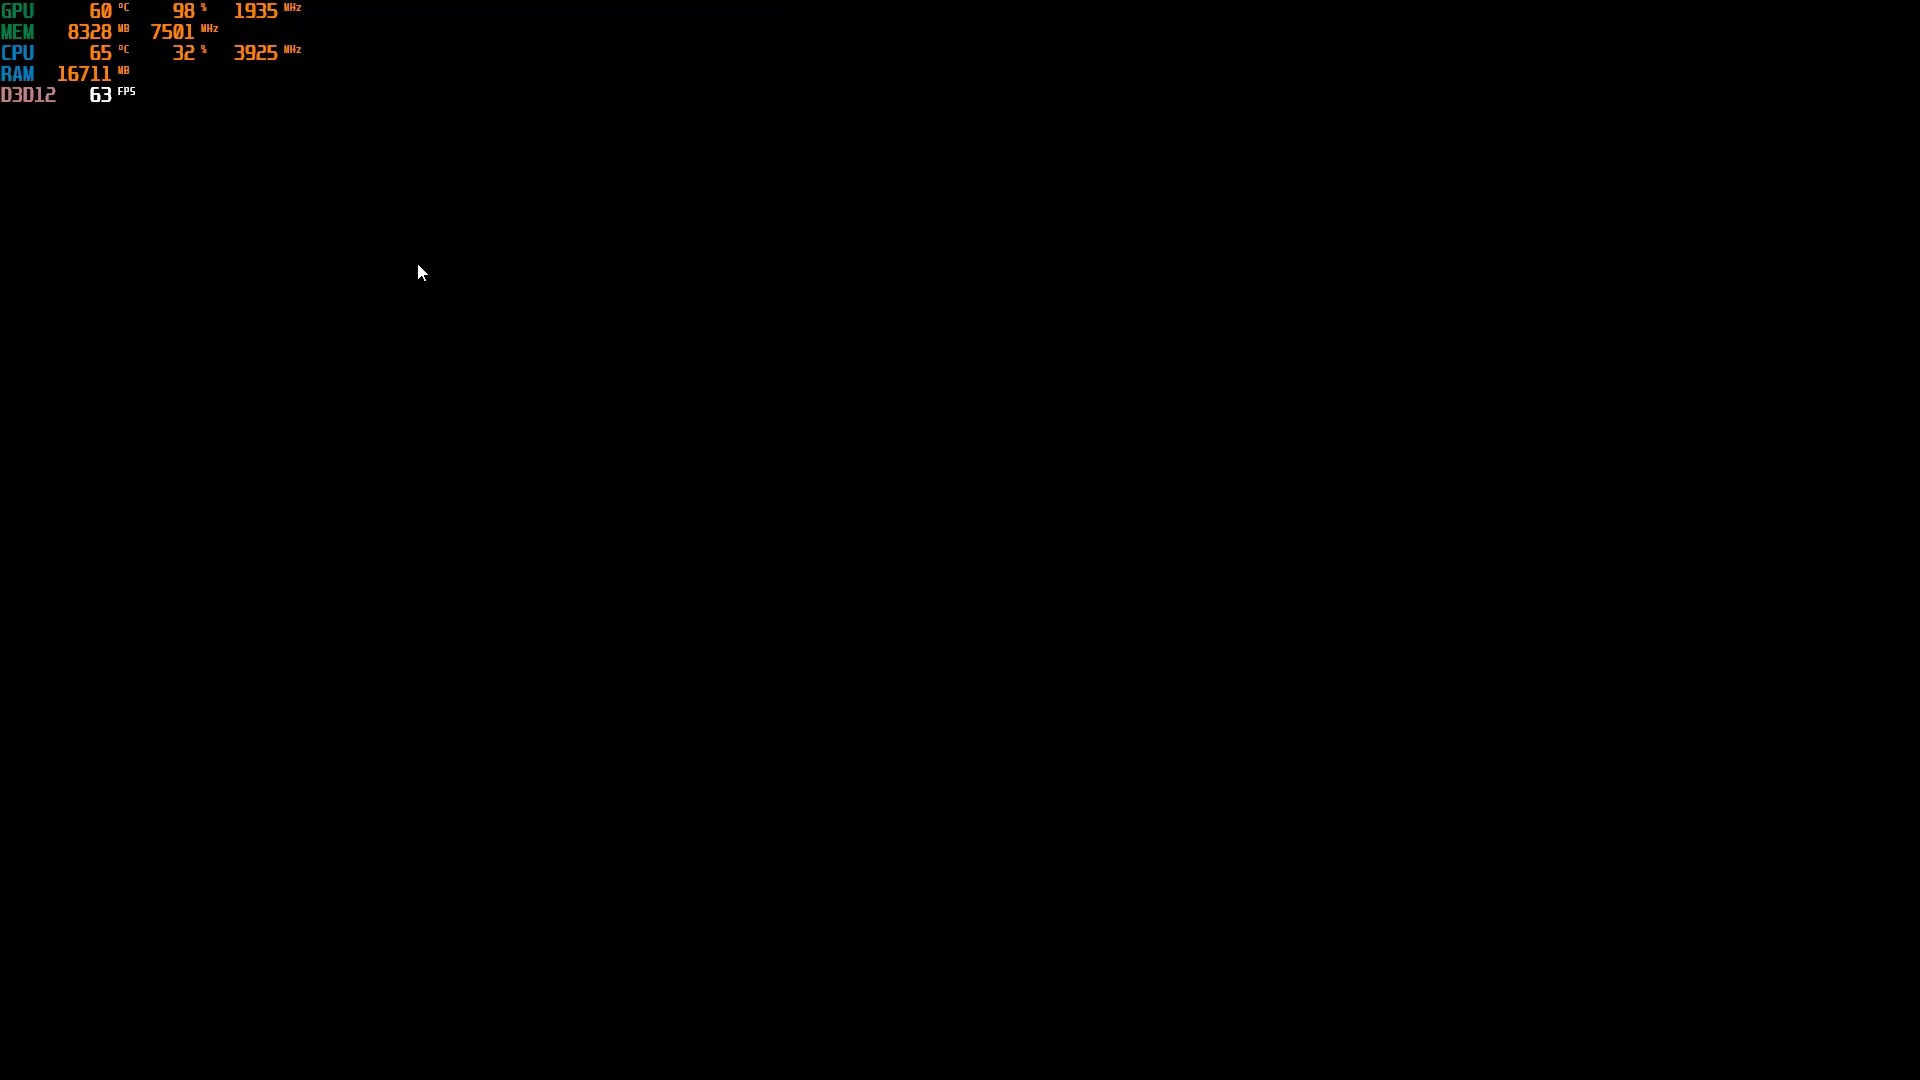 GPU 60 °C 98 % 1935 MHz
MEM 8328 MB 7501 MHz
CPU 65 °C 32 % 3925 MHz
RAM 16711 MB
D3D12 63 FPS